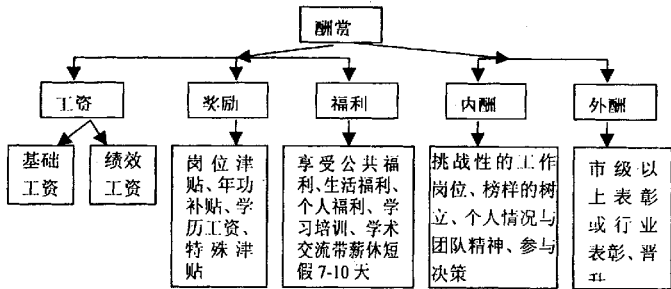 酬赏
工资
奖励
福利
内酬
外酬
基础
工资
绩效
工资
岗位津
贴、年功
补贴、学
历工资、
特殊津
贴
享受公共福
利、生活福利、
个人福利、学
习培训、学术
交流带薪休短
假7-10天
挑战性的工作
岗位、榜样的树
立、个人情况与
团队精神、参与
决策
市级以
上表彰
或行业
表彰、晋
升